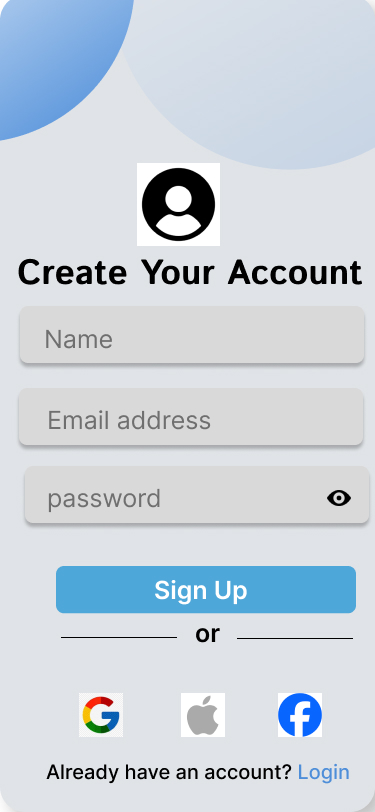 Create Your Account
Name
Email address
password
Sign Up
or
Already have an account? Login